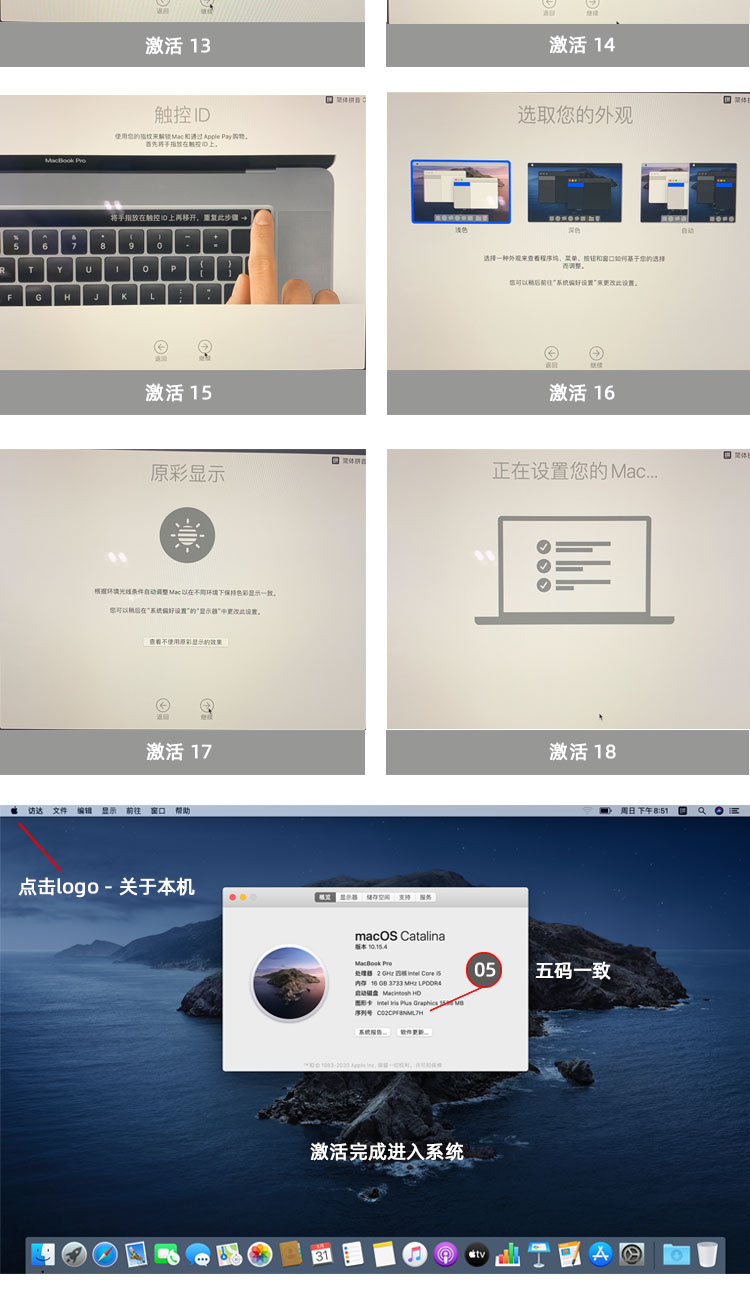 返回
继续
返回
继续
激活 13
激活 14
拼 简体拼音
触控 ID
使用您的指纹来解锁 Mac 和通过 Apple Pay 购物。
首先将手指放在触控 ID 上。
MacBook Pro
将手指放在触控 ID 上再移开，重复此步骤 →
% 5
^ 6
& 7
* 8
( 9
) 0
— -
+ =
R T Y U I O P { [ } ]
F G H J K L : ; " '
返回
继续
激活 15
拼 简体
选取您的外观
浅色
深色
自动
选择一种外观来查看程序坞、菜单、按钮和窗口如何基于您的选择
而调整。
您可以稍后前往“系统偏好设置”来更改此设置。
返回
继续
激活 16
拼 简体拼音
原彩显示
根据环境光线条件自动调整 Mac 以在不同环境下保持色彩显示一致。
您可以稍后在“系统偏好设置”的“显示器”中更改此设置。
查看不使用原彩显示的效果
返回
继续
激活 17
拼 简体
正在设置您的 Mac...
激活 18
访达 文件 编辑 显示 前往 窗口 帮助
周日 下午8:51 拼
点击logo - 关于本机
概览 显示器 储存空间 支持 服务
macOS Catalina
版本 10.15.4
MacBook Pro
处理器 2 GHz 四核Intel Core i5
内存 16 GB 3733 MHz LPDDR4
启动磁盘 Macintosh HD
图形卡 Intel Iris Plus Graphics 1536 MB
序列号 C02CPF8NML7H
系统报告...
软件更新...
™和© 1983-2020 Apple Inc. 保留一切权利。许可和保修
05
五码一致
激活完成进入系统
5月
31
tv